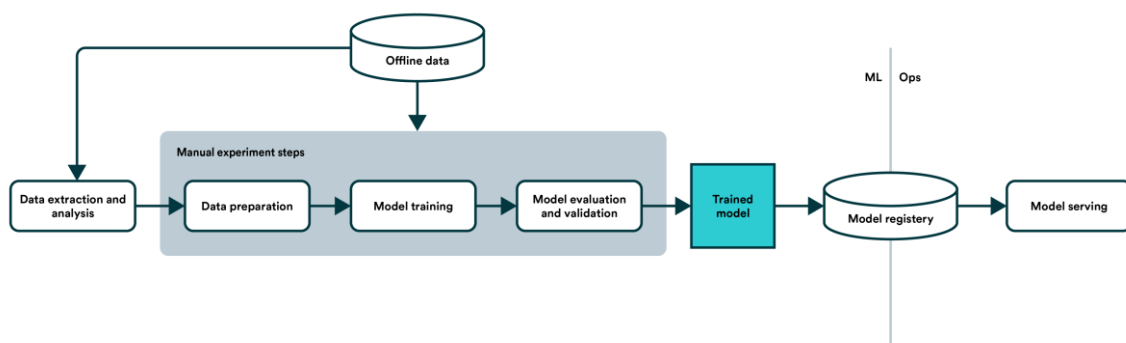 Offline data
ML
Ops
Manual experiment steps
Data extraction and
analysis
Data preparation
Model training
Model evaluation
and validation
Trained
model
Model registery
Model serving